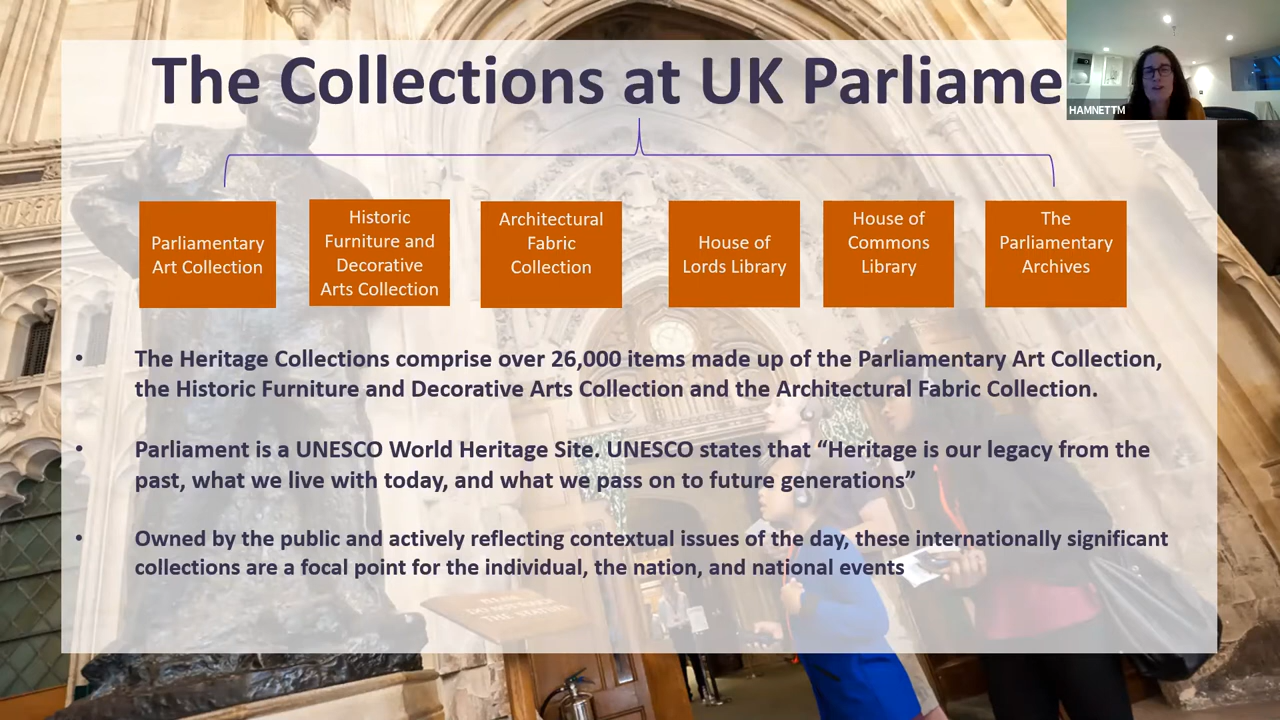 The Collections at UK Parliame
HAMNETTM
Parliamentary
Art Collection
Historic
Furniture and
Decorative
Arts Collection
Architectural
Fabric
Collection
House of
Lords Library
House of
Commons
Library
The
Parliamentary
Archives
• The Heritage Collections comprise over 26,000 items made up of the Parliamentary Art Collection,
the Historic Furniture and Decorative Arts Collection and the Architectural Fabric Collection.
• Parliament is a UNESCO World Heritage Site. UNESCO states that “Heritage is our legacy from the
past, what we live with today, and what we pass on to future generations”
• Owned by the public and actively reflecting contextual issues of the day, these internationally significant
collections are a focal point for the individual, the nation, and national events